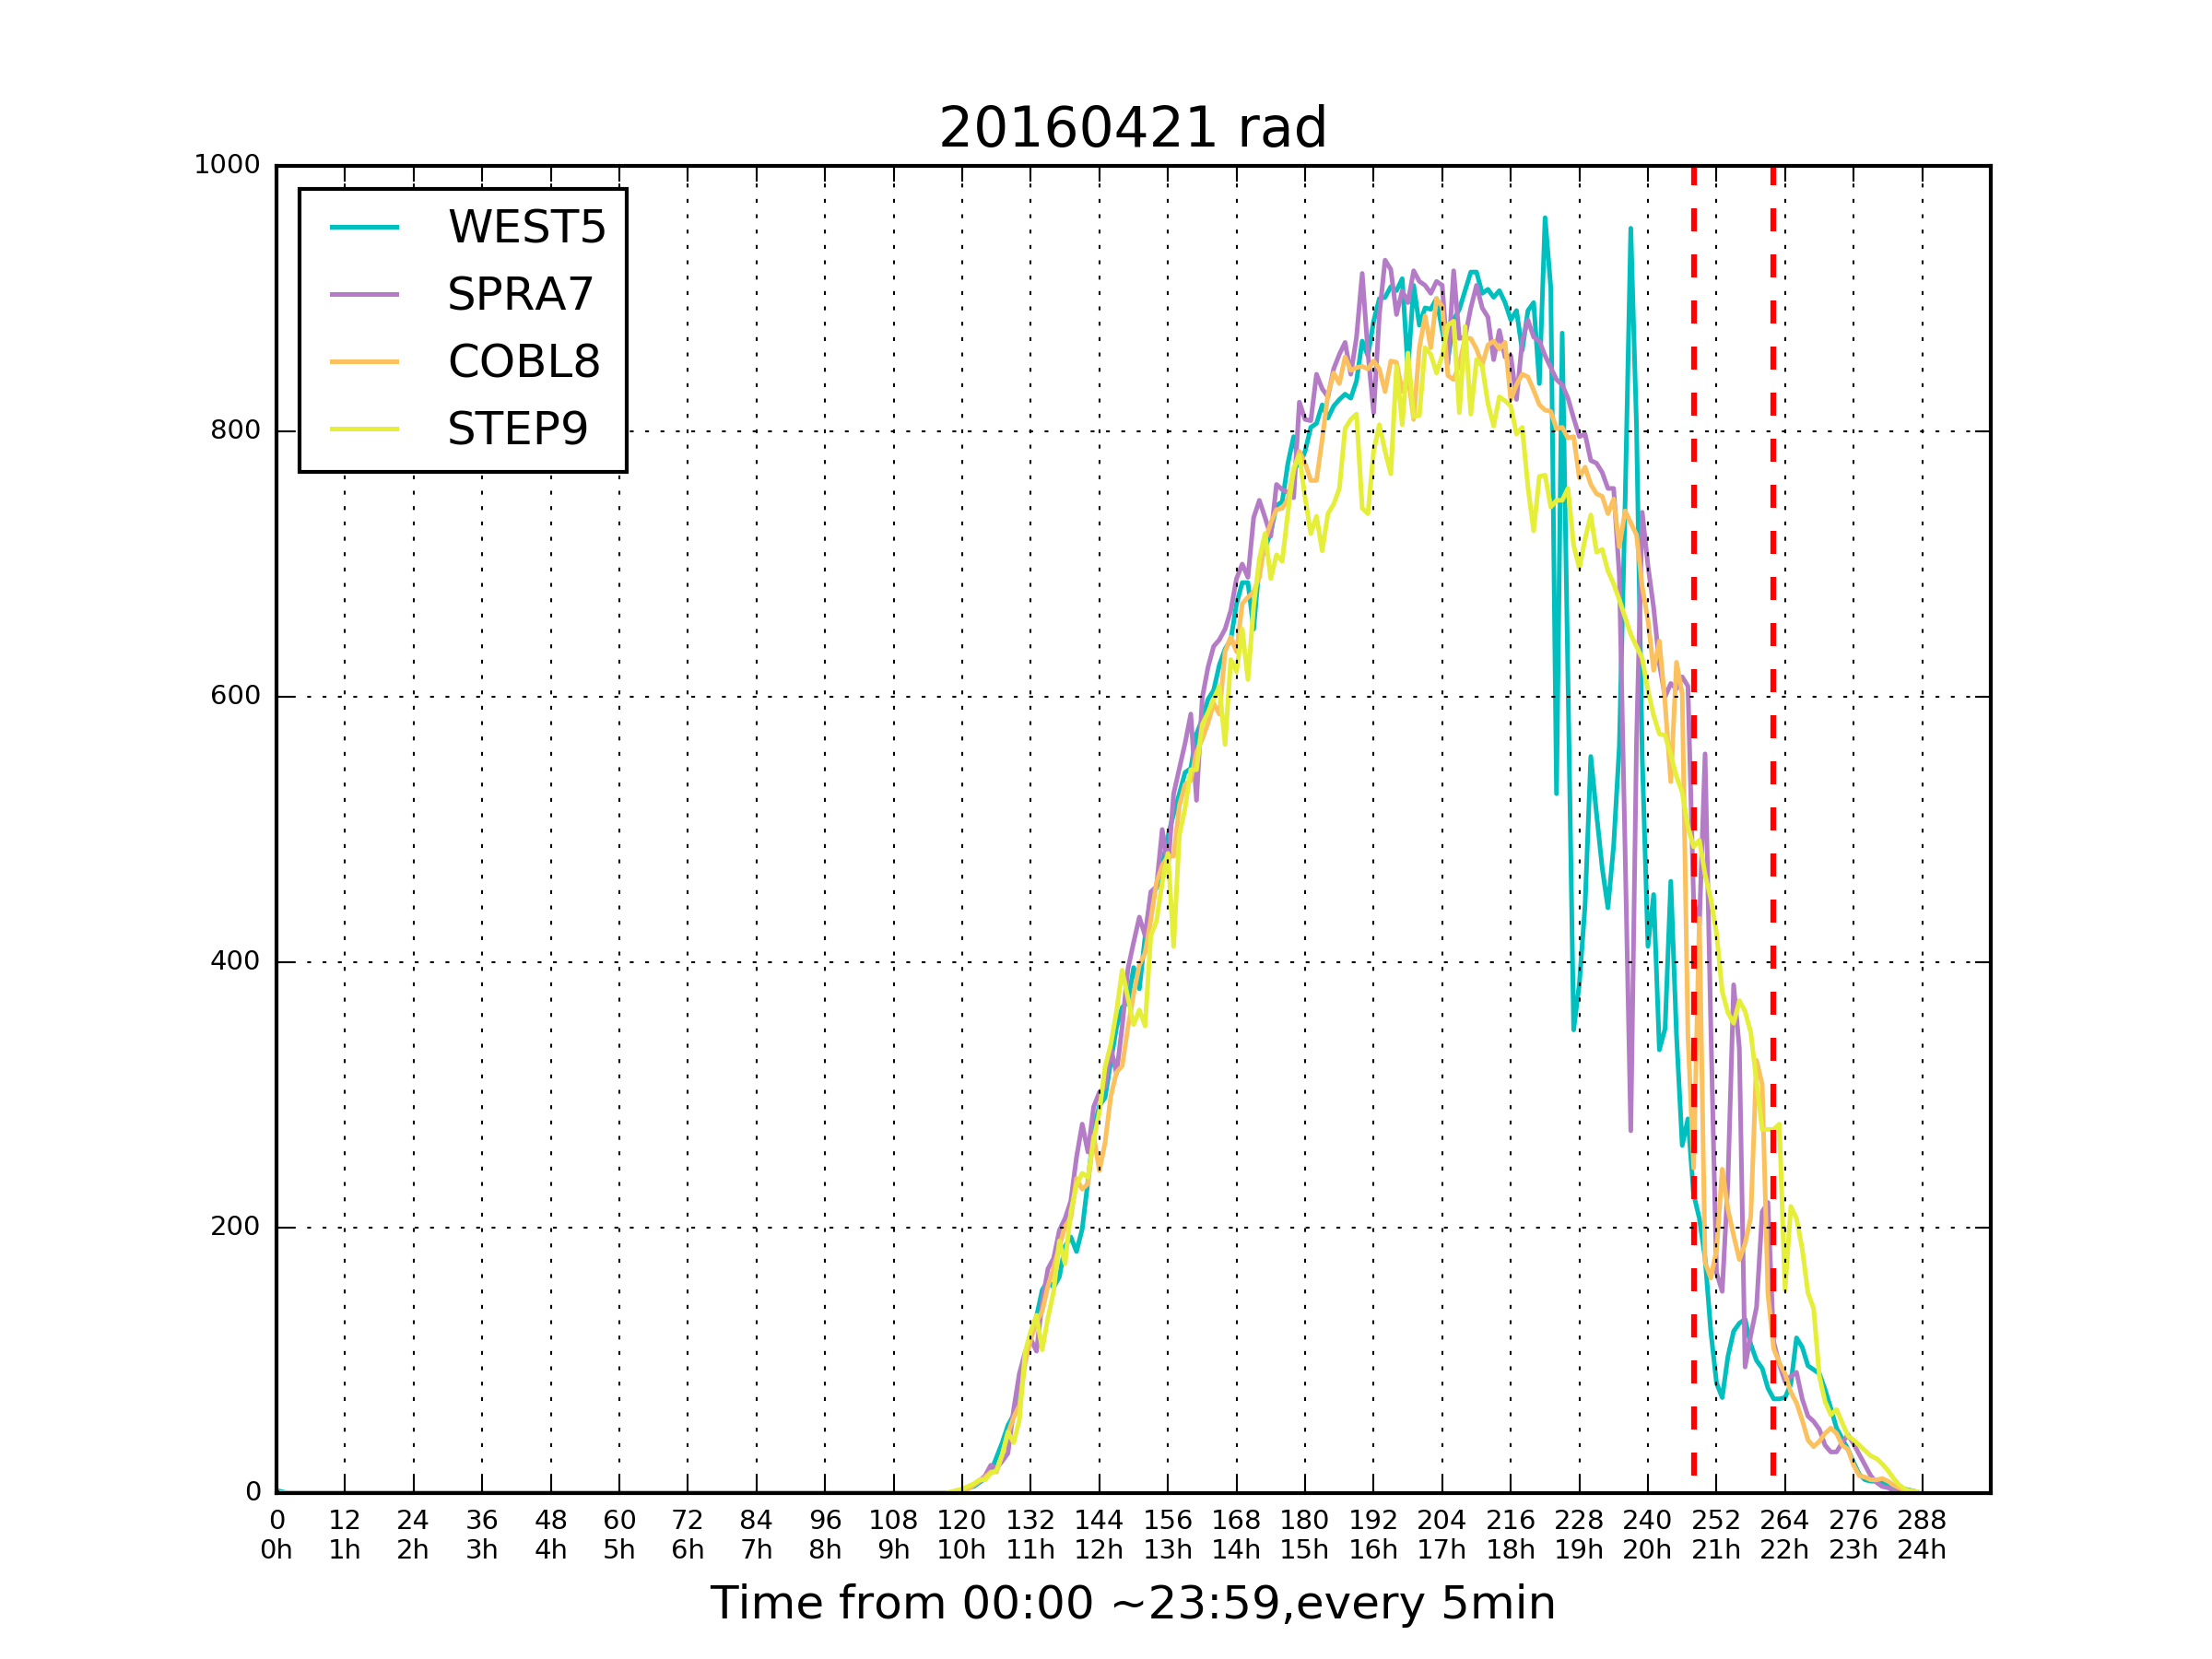 20160421 rad
1000
800
600
400
200
0
WEST5
SPRA7
COBL8
STEP9
0 12 24 36 48 60 72 84 96 108 120 132 144 156 168 180 192 204 216 228 240 252 264 276 288
0h 1h 2h 3h 4h 5h 6h 7h 8h 9h 10h 11h 12h 13h 14h 15h 16h 17h 18h 19h 20h 21h 22h 23h 24h
Time from 00:00 ~23:59,every 5min